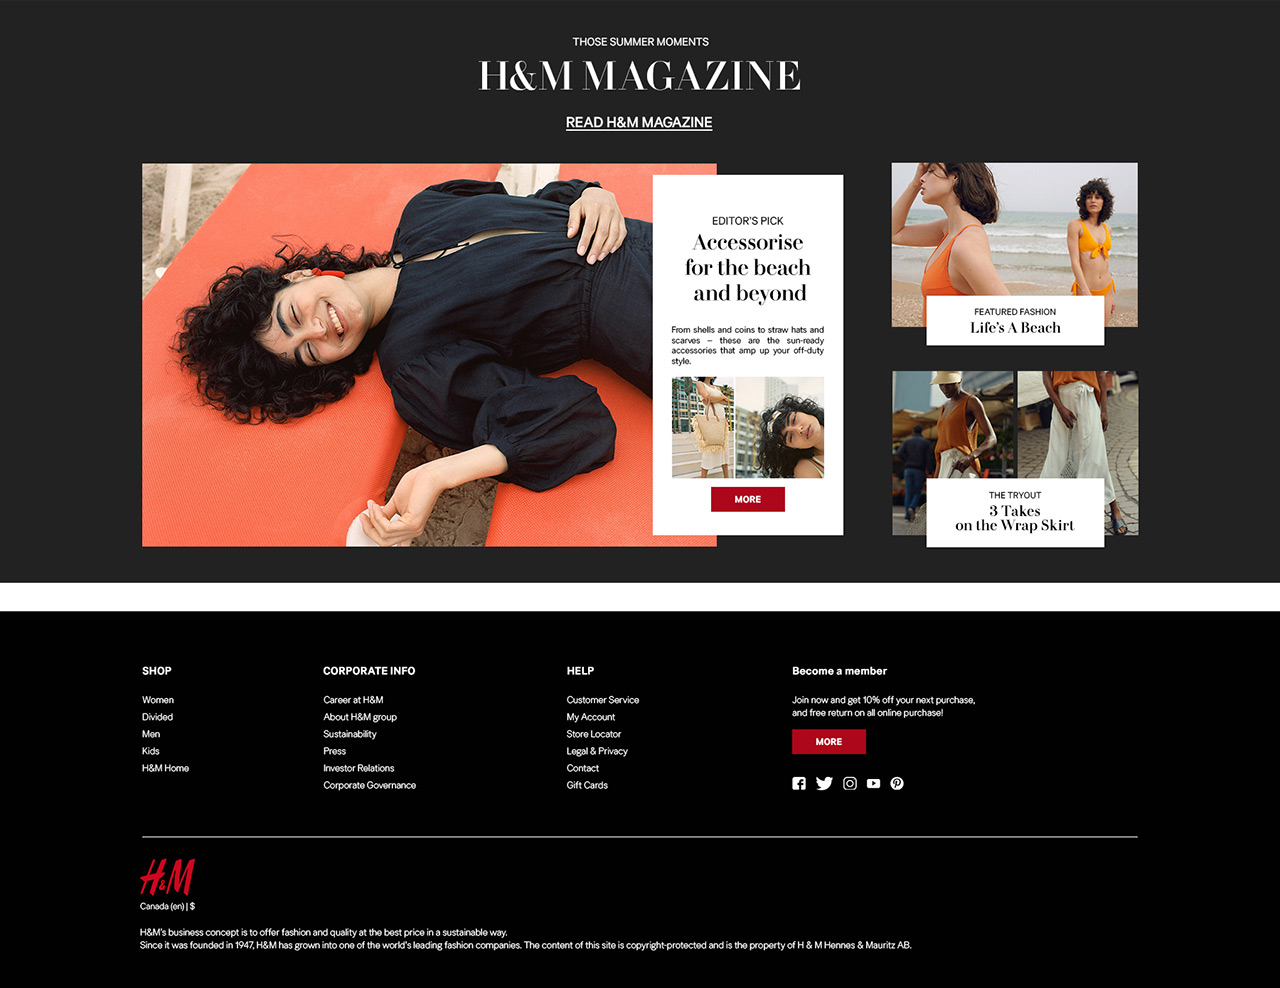 THOSE SUMMER MOMENTS
H&M MAGAZINE
READ H&M MAGAZINE
EDITOR'S PICK
Accessorise
for the beach
and beyond
From shells and coins to straw hats and
scarves – these are the sun-ready
accessories that amp up your off-duty
style.
MORE
FEATURED FASHION
Life's A Beach
THE TRYOUT
3 Takes
on the Wrap Skirt
SHOP
Women
Divided
Men
Kids
H&M Home
CORPORATE INFO
Career at H&M
About H&M group
Sustainability
Press
Investor Relations
Corporate Governance
HELP
Customer Service
My Account
Store Locator
Legal & Privacy
Contact
Gift Cards
Become a member
Join now and get 10% off your next purchase,
and free return on all online purchase!
MORE
H&M
Canada (en) | $
H&M's business concept is to offer fashion and quality at the best price in a sustainable way.
Since it was founded in 1947, H&M has grown into one of the world's leading fashion companies. The content of this site is copyright-protected and is the property of H & M Hennes & Mauritz AB.